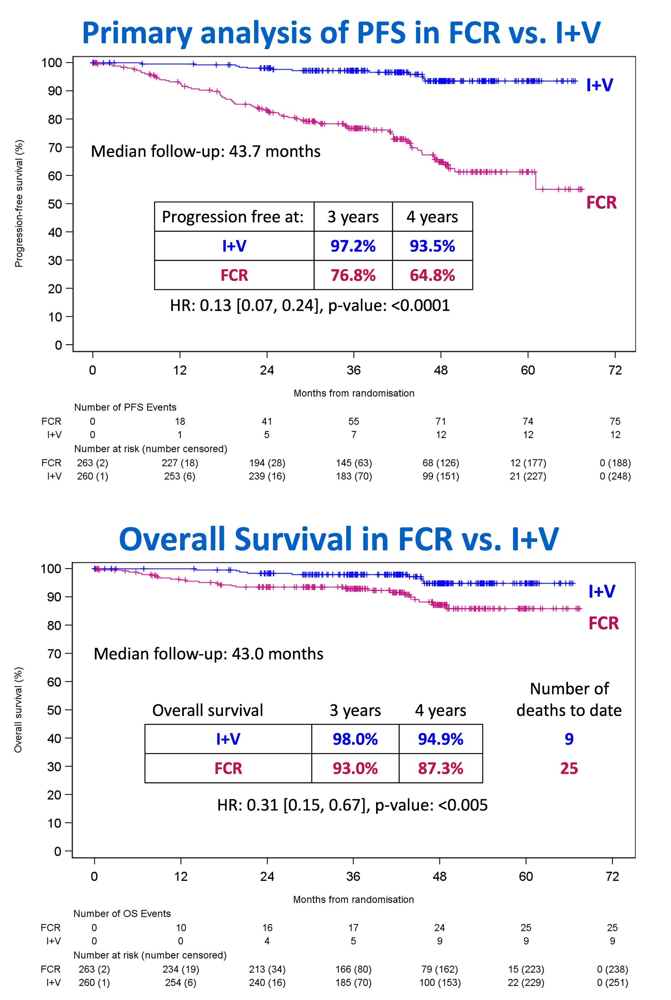 Primary analysis of PFS in FCR vs. I+V
100
90
80
70
60
50
40
30
20
10
0
Progression-free survival (%)
I+V
FCR
Median follow-up: 43.7 months
Progression free at: 3 years 4 years
I+V 97.2% 93.5%
FCR 76.8% 64.8%
HR: 0.13 [0.07, 0.24], p-value: <0.0001
0 12 24 36 48 60 72
Months from randomisation
Number of PFS Events
FCR 0 18 41 55 71 74 75
I+V 0 1 5 7 12 12 12
Number at risk (number censored)
FCR 263 (2) 227 (18) 194 (28) 145 (63) 68 (126) 12 (177) 0 (188)
I+V 260 (1) 253 (6) 239 (16) 183 (70) 99 (151) 21 (227) 0 (248)
Overall Survival in FCR vs. I+V
100
90
80
70
60
50
40
30
20
10
0
Overall survival (%)
I+V
FCR
Median follow-up: 43.0 months
Number of
Overall survival 3 years 4 years deaths to date
I+V 98.0% 94.9% 9
FCR 93.0% 87.3% 25
HR: 0.31 [0.15, 0.67], p-value: <0.005
0 12 24 36 48 60 72
Months from randomisation
Number of OS Events
FCR 0 10 16 17 24 25 25
I+V 0 0 4 5 9 9 9
Number at risk (number censored)
FCR 263 (2) 234 (19) 213 (34) 166 (80) 79 (162) 15 (223) 0 (238)
I+V 260 (1) 254 (6) 240 (16) 185 (70) 100 (153) 22 (229) 0 (251)